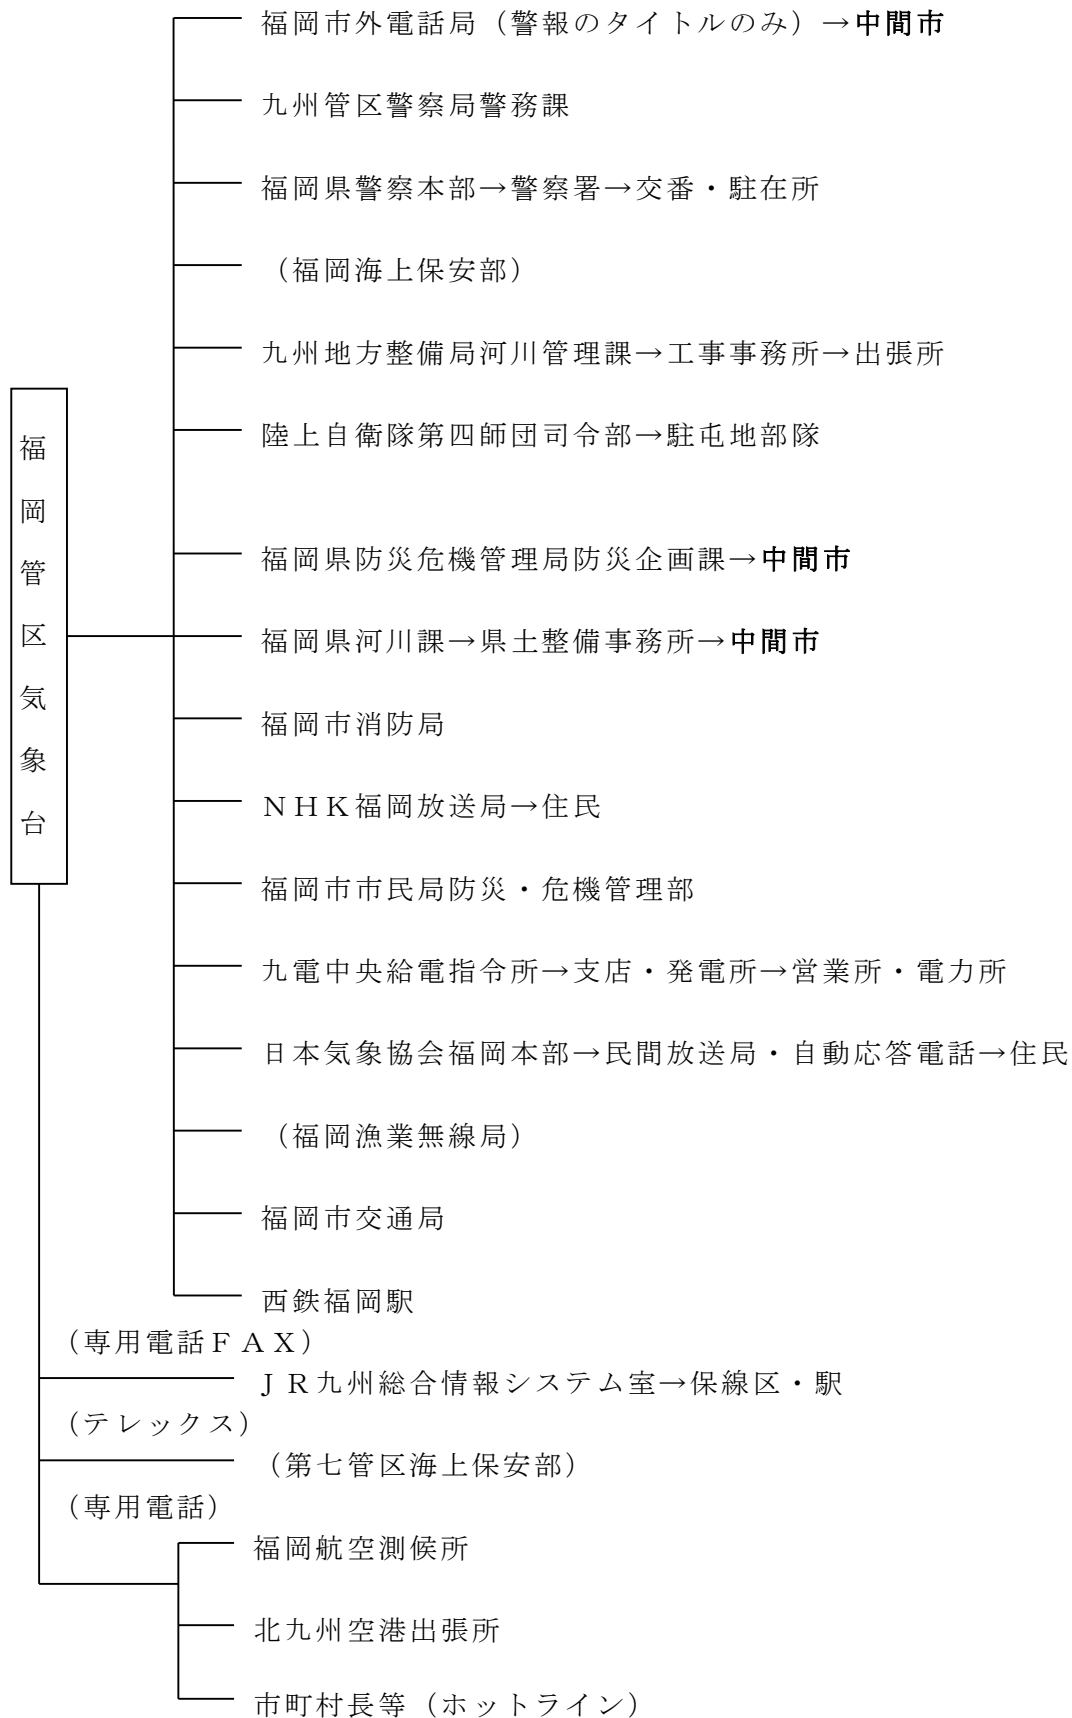 福岡市外電話局（警報のタイトルのみ）→中間市
九州管区警察局警務課
福岡県警察本部→警察署→交番・駐在所
（福岡海上保安部）
九州地方整備局河川管理課→工事事務所→出張所
陸上自衛隊第四師団司令部→駐屯地部隊
福岡県防災危機管理局防災企画課→中間市
福岡県河川課→県土整備事務所→中間市
福岡管区気象台
福岡市消防局
ＮＨＫ福岡放送局→住民
福岡市市民局防災・危機管理部
九電中央給電指令所→支店・発電所→営業所・電力所
日本気象協会福岡本部→民間放送局・自動応答電話→住民
（福岡漁業無線局）
福岡市交通局
西鉄福岡駅
（専用電話ＦＡＸ）
ＪＲ九州総合情報システム室→保線区・駅
（テレックス）
（第七管区海上保安部）
（専用電話）
福岡航空測候所
北九州空港出張所
市町村長等（ホットライン）